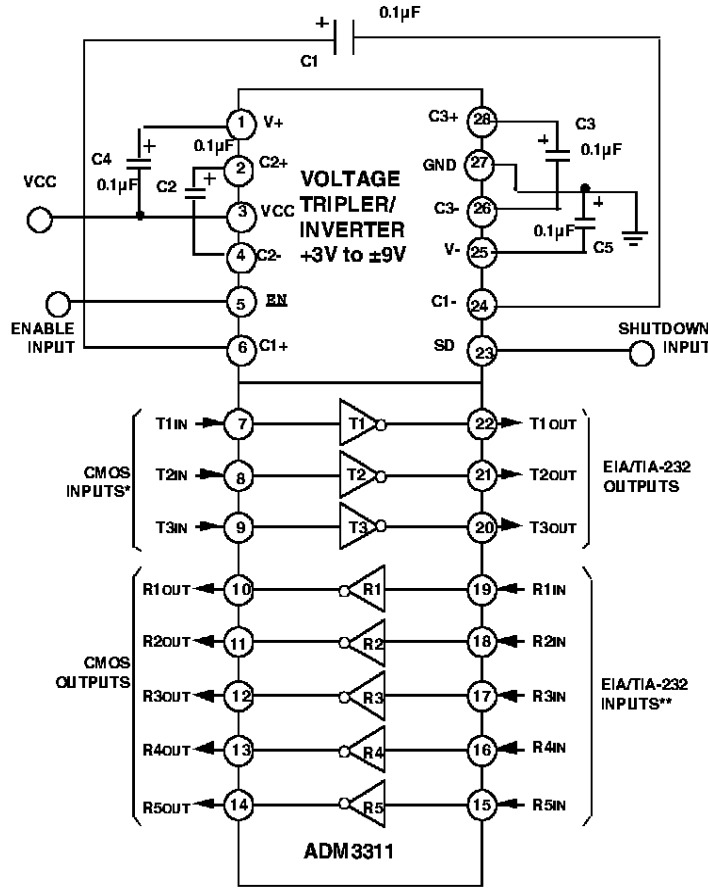 0.1µF
+
C1
1 V+
C3+ 28
C4 +
0.1µF
0.1µF
C2+ 2
C2 +
VCC
3 VCC
4 C2-
VOLTAGE
TRIPLER/
INVERTER
+3V to ±9V
GND 27
C3- 26
V- 25
C3
+
0.1µF
+
0.1µF
C5
5 EN
ENABLE
INPUT
6 C1+
C1- 24
SD 23
SHUTDOWN
INPUT
CMOS
INPUTS*
T1IN 7 T1 22 T1OUT
T2IN 8 T2 21 T2OUT
T3IN 9 T3 20 T3OUT
EIA/TIA-232
OUTPUTS
CMOS
OUTPUTS
R1OUT 10 R1 19 R1IN
R2OUT 11 R2 18 R2IN
R3OUT 12 R3 17 R3IN
R4OUT 13 R4 16 R4IN
R5OUT 14 R5 15 R5IN
EIA/TIA-232
INPUTS**
ADM3311